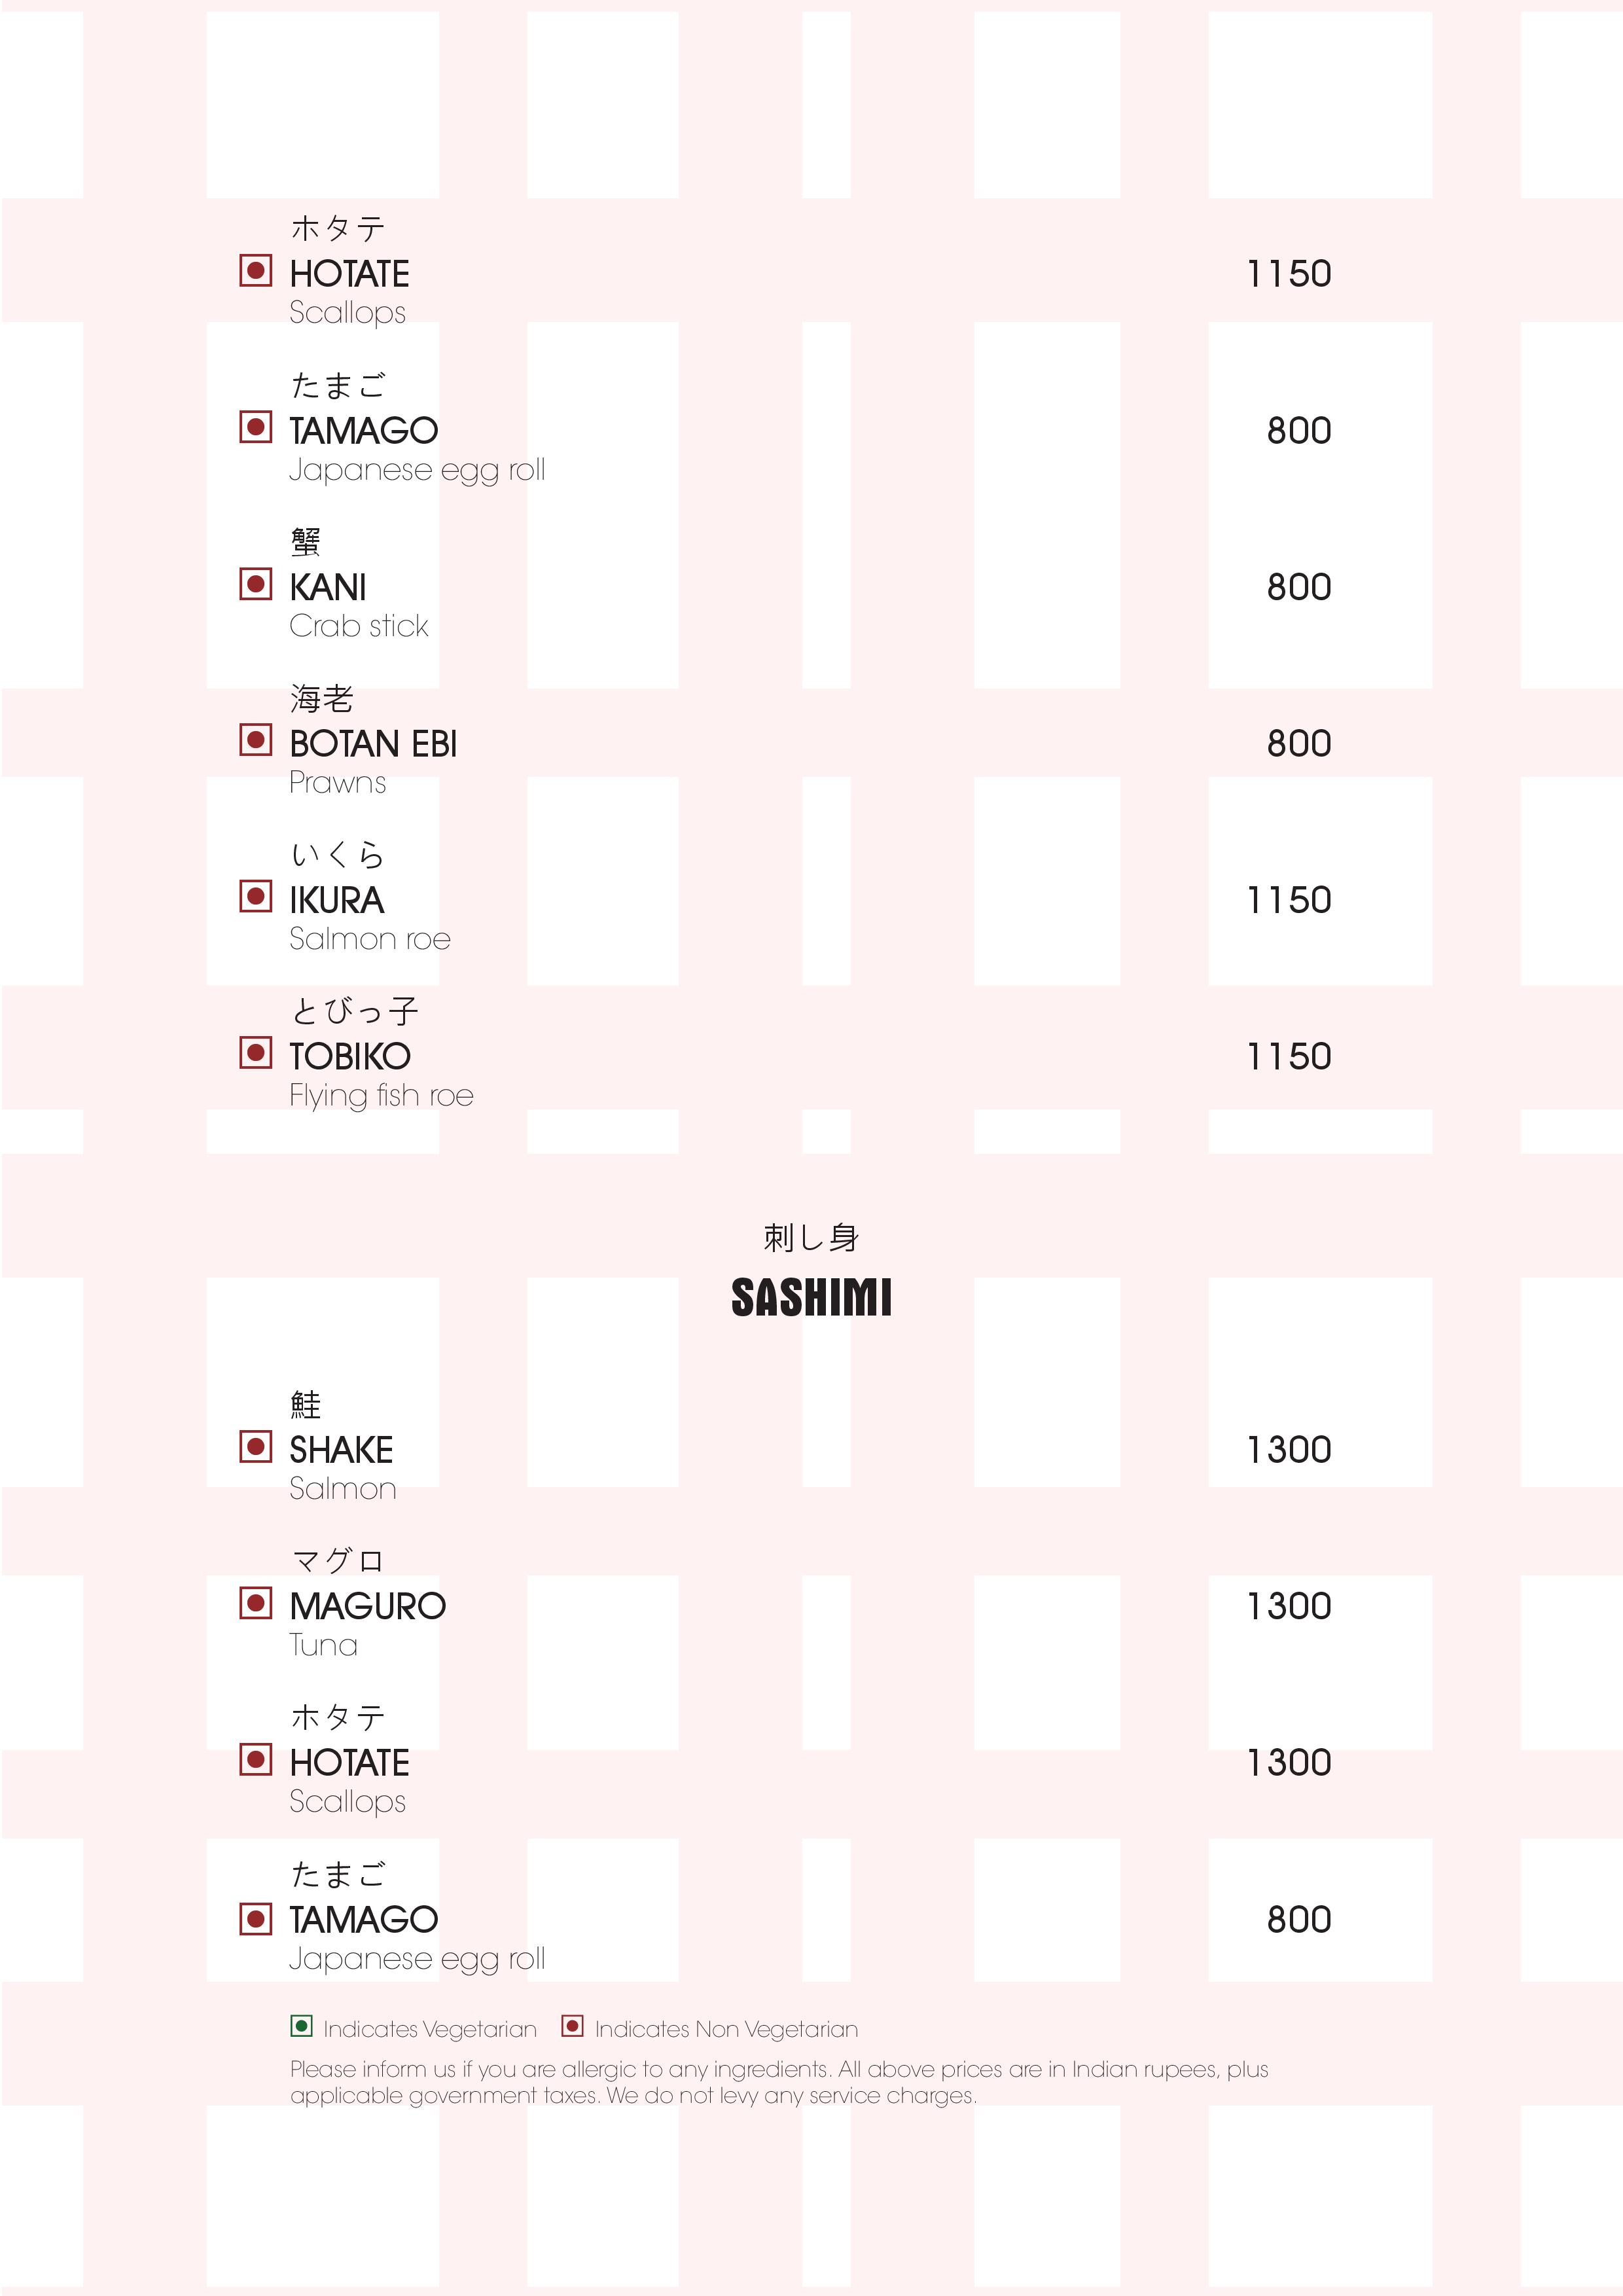 ホタテ
HOTATE 1150
Scallops
たまご
TAMAGO 800
Japanese egg roll
蟹
KANI 800
Crab stick
海老
BOTAN EBI 800
Prawns
いくら
IKURA 1150
Salmon roe
とびっ子
TOBIKO 1150
Flying fish roe
刺し身
SASHIMI
鮭
SHAKE 1300
Salmon
マグロ
MAGURO 1300
Tuna
ホタテ
HOTATE 1300
Scallops
たまご
TAMAGO 800
Japanese egg roll
Indicates Vegetarian Indicates Non Vegetarian
Please inform us if you are allergic to any ingredients. All above prices are in Indian rupees, plus
applicable government taxes. We do not levy any service charges.